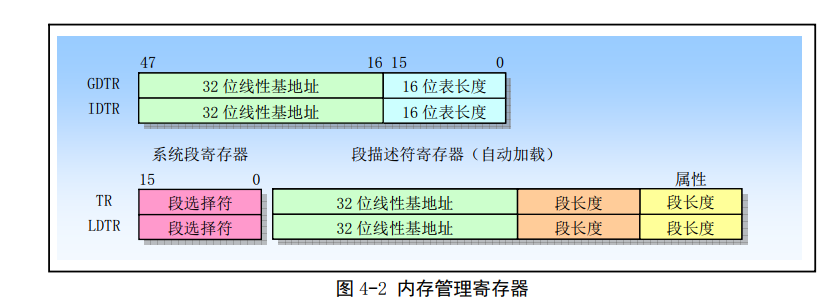 47 16 15 0
GDTR 32 位线性基地址 16 位表长度
IDTR 32 位线性基地址 16 位表长度
系统段寄存器 段描述符寄存器（自动加载）
15 0 属性
TR 段选择符 32 位线性基地址 段长度 段长度
LDTR 段选择符 32 位线性基地址 段长度 段长度
图 4-2 内存管理寄存器